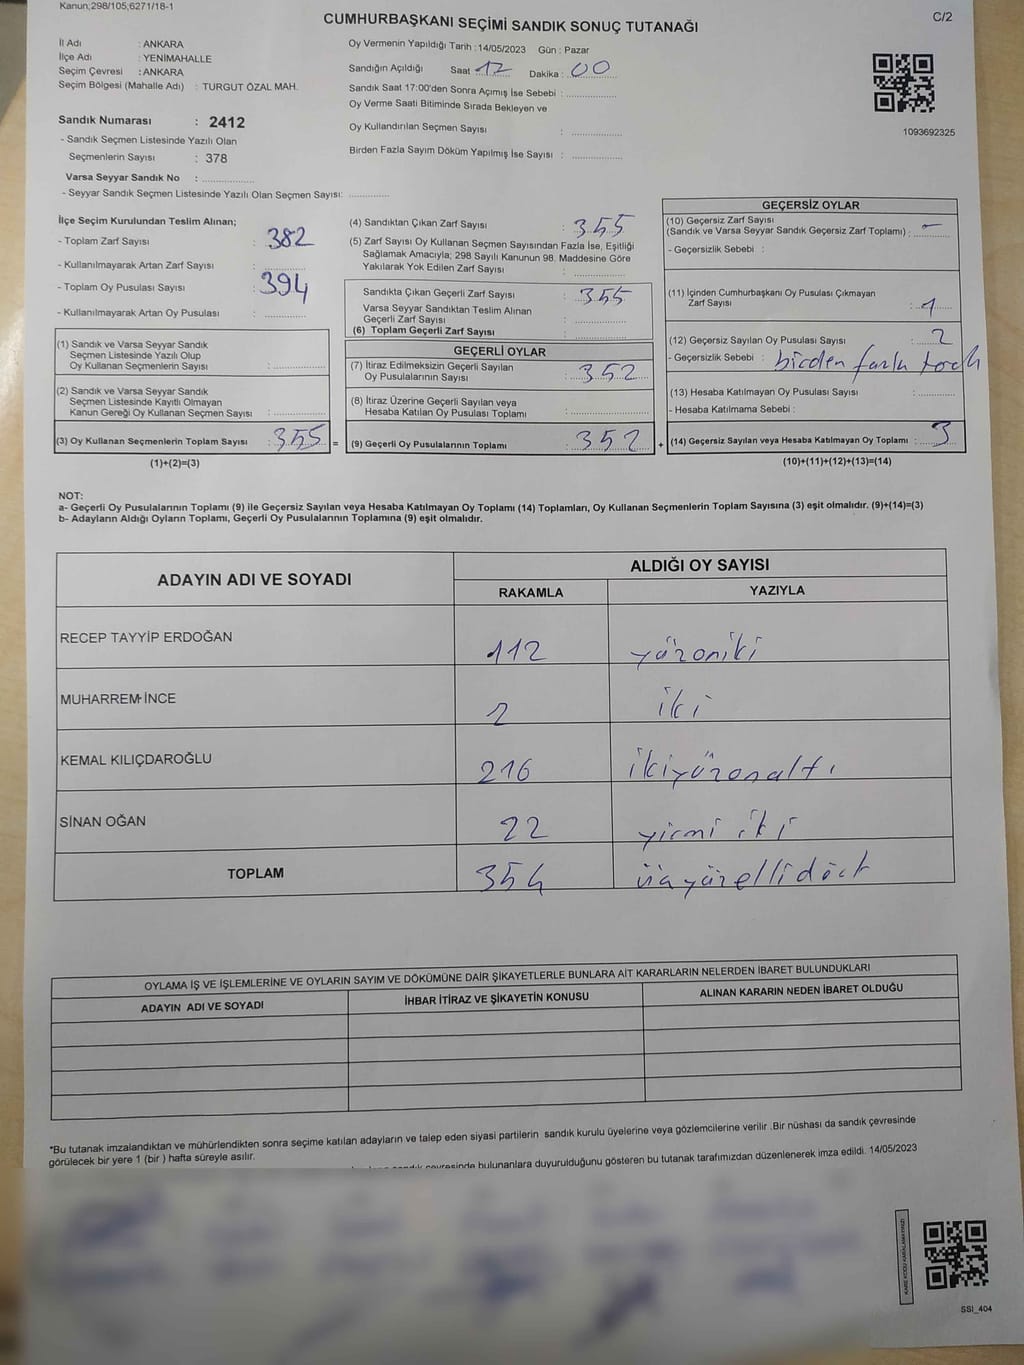 Kanun;298/105,6271/18-1
C/2
CUMHURBAŞKANI SEÇİMİ SANDIK SONUÇ TUTANAĞI
İl Adı : ANKARA
İlçe Adı : YENİMAHALLE
Seçim Çevresi : ANKARA
Seçim Bölgesi (Mahalle Adı) : TURGUT ÖZAL MAH.
Sandık Numarası : 2412
- Sandık Seçmen Listesinde Yazılı Olan
Seçmenlerin Sayısı : 378
Varsa Seyyar Sandık No :
- Seyyar Sandık Seçmen Listesinde Yazılı Olan Seçmen Sayısı:
Oy Vermenin Yapıldığı Tarih : 14/05/2023 Gün : Pazar
Sandığın Açıldığı Saat 17 Dakika : 00
Sandık Saat 17:00'den Sonra Açımış İse Sebebi :
Oy Verme Saati Bitiminde Sırada Bekleyen ve
Oy Kullandırılan Seçmen Sayısı :
Birden Fazla Sayım Döküm Yapılmış İse Sayısı :
1093692325
İlçe Seçim Kurulundan Teslim Alınan;
- Toplam Zarf Sayısı : 382
- Kullanılmayarak Artan Zarf Sayısı :
- Toplam Oy Pusulası Sayısı : 394
- Kullanılmayarak Artan Oy Pusulası :
(1) Sandık ve Varsa Seyyar Sandık
Seçmen Listesinde Yazılı Olup
Oy Kullanan Seçmenlerin Sayısı :
(2) Sandık ve Varsa Seyyar Sandık
Seçmen Listesinde Kayıtlı Olmayan
Kanun Gereği Oy Kullanan Seçmen Sayısı :
(3) Oy Kullanan Seçmenlerin Toplam Sayısı : 355 =
(1)+(2)=(3)
(4) Sandıktan Çıkan Zarf Sayısı : 355
(5) Zarf Sayısı Oy Kullanan Seçmen Sayısından Fazla İse, Eşitliği
Sağlamak Amacıyla; 298 Sayılı Kanunun 98. Maddesine Göre
Yakılarak Yok Edilen Zarf Sayısı :
Sandıkta Çıkan Geçerli Zarf Sayısı : 355
Varsa Seyyar Sandıktan Teslim Alınan
Geçerli Zarf Sayısı :
(6) Toplam Geçerli Zarf Sayısı :
GEÇERLİ OYLAR
(7) İtiraz Edilmeksizin Geçerli Sayılan
Oy Pusulalarının Sayısı : 352
(8) İtiraz Üzerine Geçerli Sayılan veya
Hesaba Katılan Oy Pusulası Toplamı :
(9) Geçerli Oy Pusulalarının Toplamı : 352 +
GEÇERSİZ OYLAR
(10) Geçersiz Zarf Sayısı
(Sandık ve Varsa Seyyar Sandık Geçersiz Zarf Toplamı) : -
- Geçersizlik Sebebi :
(11) İçinden Cumhurbaşkanı Oy Pusulası Çıkmayan
Zarf Sayısı : 1
(12) Geçersiz Sayılan Oy Pusulası Sayısı : 2
- Geçersizlik Sebebi : birden fazla tercih
(13) Hesaba Katılmayan Oy Pusulası Sayısı :
- Hesaba Katılmama Sebebi :
(14) Geçersiz Sayılan veya Hesaba Katılmayan Oy Toplamı : 3
(10)+(11)+(12)+(13)=(14)
NOT:
a- Geçerli Oy Pusulalarının Toplamı (9) ile Geçersiz Sayılan veya Hesaba Katılmayan Oy Toplamı (14) Toplamları, Oy Kullanan Seçmenlerin Toplam Sayısına (3) eşit olmalıdır. (9)+(14)=(3)
b- Adayların Aldığı Oyların Toplamı, Geçerli Oy Pusulalarının Toplamına (9) eşit olmalıdır.
ADAYIN ADI VE SOYADI
ALDIĞI OY SAYISI
RAKAMLA YAZIYLA
RECEP TAYYİP ERDOĞAN 112 yüzoniki
MUHARREM İNCE 2 iki
KEMAL KILIÇDAROĞLU 216 ikiyüzonaltı
SİNAN OĞAN 22 yirmi iki
TOPLAM 354 üçyüzellidört
OYLAMA İŞ VE İŞLEMLERİNE VE OYLARIN SAYIM VE DÖKÜMÜNE DAİR ŞİKAYETLERLE BUNLARA AİT KARARLARIN NELERDEN İBARET BULUNDUKLARI
ADAYIN ADI VE SOYADI İHBAR İTİRAZ VE ŞİKAYETİN KONUSU ALINAN KARARIN NEDEN İBARET OLDUĞU
*Bu tutanak imzalandıktan ve mühürlendikten sonra seçime katılan adayların ve talep eden siyasi partilerin sandık kurulu üyelerine veya gözlemcilerine verilir .Bir nüshası da sandık çevresinde
görülecek bir yere 1 (bir ) hafta süreyle asılır.
çevresinde bulunanlara duyurulduğunu gösteren bu tutanak tarafımızdan düzenlenerek imza edildi. 14/05/2023
KARE KODU KARALAMAYINIZ!
SSI_404